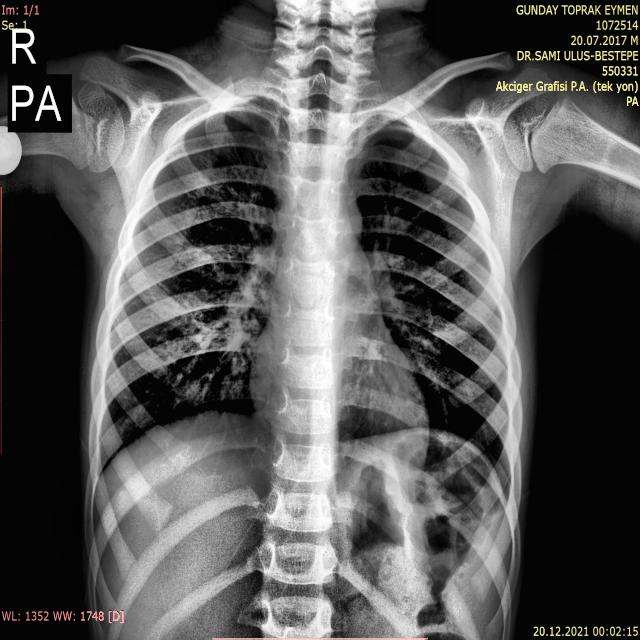 Im: 1/1
Se: 1
R
PA
GUNDAY TOPRAK EYMEN
1072514
20.07.2017 M
DR.SAMI ULUS-BESTEPE
550331
Akciger Grafisi P.A. (tek yon)
PA
WL: 1352 WW: 1748 [D]
20.12.2021 00:02:15